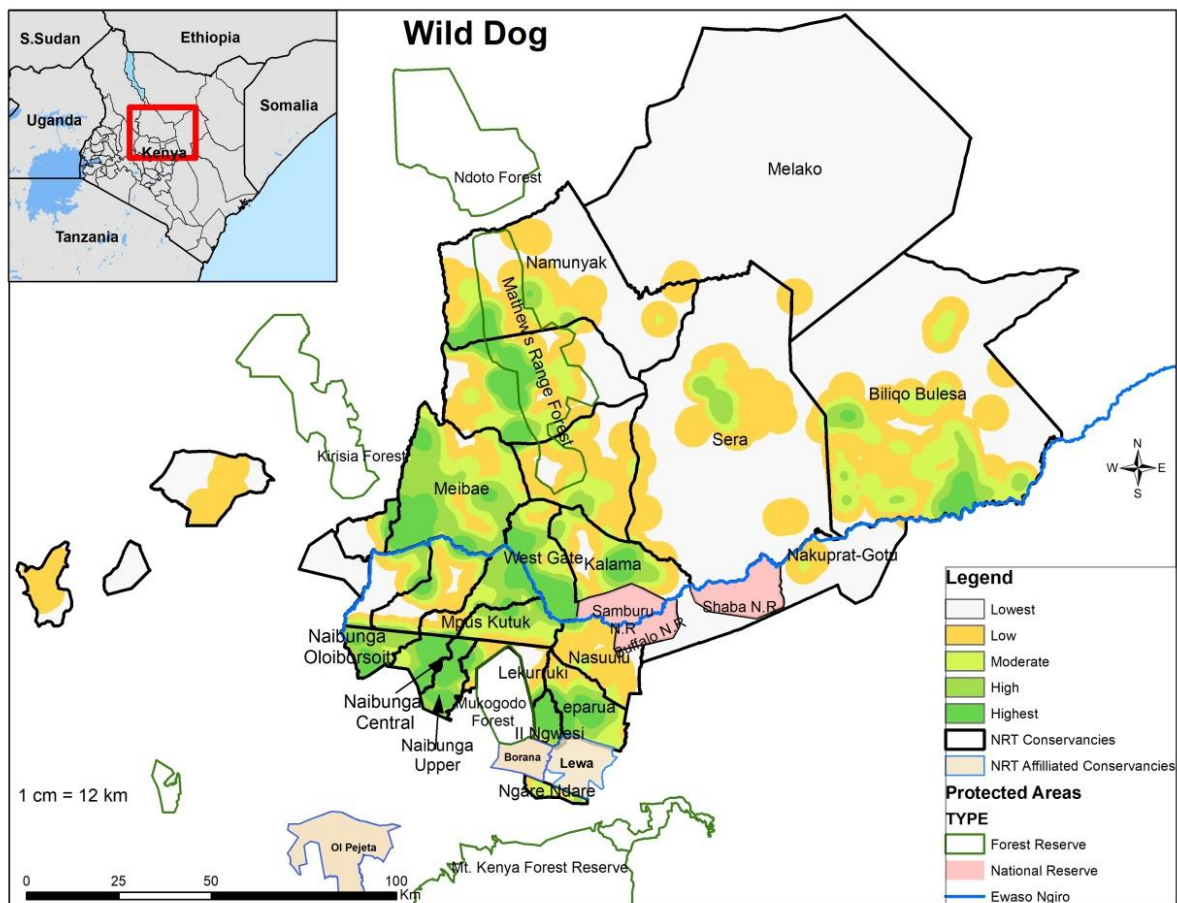 Wild Dog
S.Sudan
Ethiopia
Uganda
Somalia
Kenya
Tanzania
Ndoto Forest
Melako
Namunyak
Mathews Range Forest
Biliqo Bulesa
Sera
Kirisia Forest
Meibae
West Gate
Kalama
Nakuprat-Gotu
Samburu
N.R
Shaba N.R
Buffalo N.R
Mpus Kutuk
Naibunga
Oloiborsoit
Nasuulu
Lekurruki
Naibunga
Central
Mukogodo
Forest
eparua
Il Ngwesi
Naibunga
Upper
Borana
Lewa
Ngare Ndare
Ol Pejeta
Mt. Kenya Forest Reserve
1 cm = 12 km
0 25 50 100
Km
N
W E
S
Legend
Lowest
Low
Moderate
High
Highest
NRT Conservancies
NRT Affilliated Conservancies
Protected Areas
TYPE
Forest Reserve
National Reserve
Ewaso Ngiro